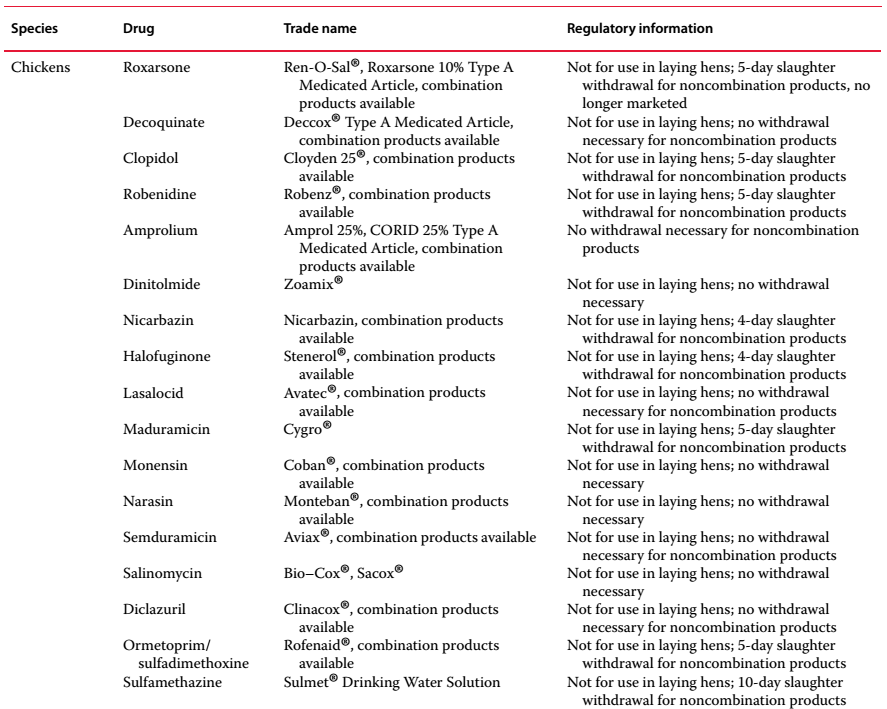 Species Drug Trade name Regulatory information
Chickens Roxarsone Ren-O-Sal®, Roxarsone 10% Type A Not for use in laying hens; 5-day slaughter
Medicated Article, combination withdrawal for noncombination products, no
products available longer marketed
Decoquinate Deccox® Type A Medicated Article, Not for use in laying hens; no withdrawal
combination products available necessary for noncombination products
Clopidol Cloyden 25®, combination products Not for use in laying hens; 5-day slaughter
available withdrawal for noncombination products
Robenidine Robenz®, combination products Not for use in laying hens; 5-day slaughter
available withdrawal for noncombination products
Amprolium Amprol 25%, CORID 25% Type A No withdrawal necessary for noncombination
Medicated Article, combination products
products available
Dinitolmide Zoamix® Not for use in laying hens; no withdrawal
necessary
Nicarbazin Nicarbazin, combination products Not for use in laying hens; 4-day slaughter
available withdrawal for noncombination products
Halofuginone Stenerol®, combination products Not for use in laying hens; 4-day slaughter
available withdrawal for noncombination products
Lasalocid Avatec®, combination products Not for use in laying hens; no withdrawal
available necessary for noncombination products
Maduramicin Cygro® Not for use in laying hens; 5-day slaughter
withdrawal for noncombination products
Monensin Coban®, combination products Not for use in laying hens; no withdrawal
available necessary
Narasin Monteban®, combination products Not for use in laying hens; no withdrawal
available necessary
Semduramicin Aviax®, combination products available Not for use in laying hens; no withdrawal
necessary for noncombination products
Salinomycin Bio–Cox®, Sacox® Not for use in laying hens; no withdrawal
necessary
Diclazuril Clinacox®, combination products Not for use in laying hens; no withdrawal
available necessary for noncombination products
Ormetoprim/ Rofenaid®, combination products Not for use in laying hens; 5-day slaughter
sulfadimethoxine available withdrawal for noncombination products
Sulfamethazine Sulmet® Drinking Water Solution Not for use in laying hens; 10-day slaughter
withdrawal for noncombination products